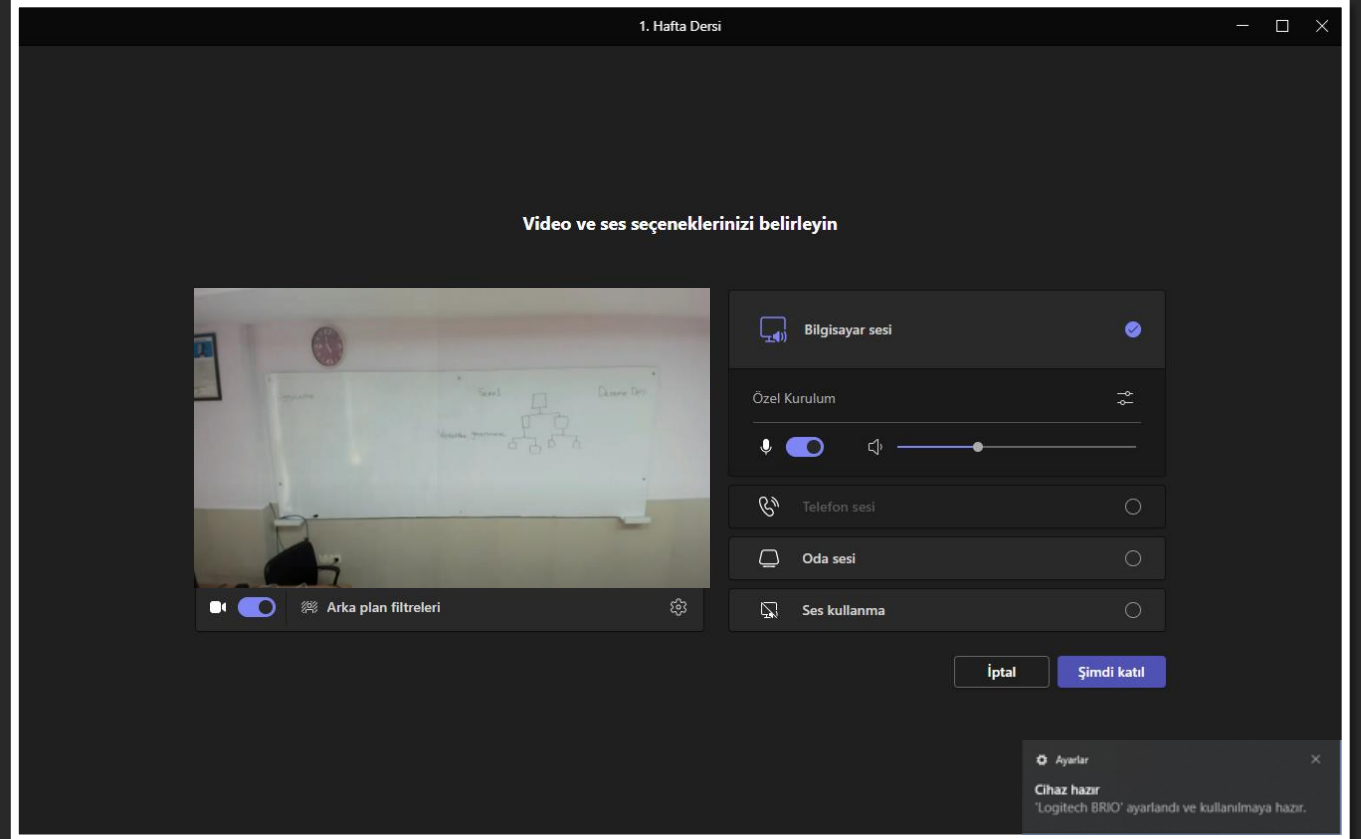 1. Hafta Dersi
Video ve ses seçeneklerinizi belirleyin
Bilgisayar sesi
Özel Kurulum
Telefon sesi
Oda sesi
Ses kullanma
Arka plan filtreleri
İptal
Şimdi katıl
Ayarlar
Cihaz hazır
'Logitech BRIO' ayarlandı ve kullanılmaya hazır.